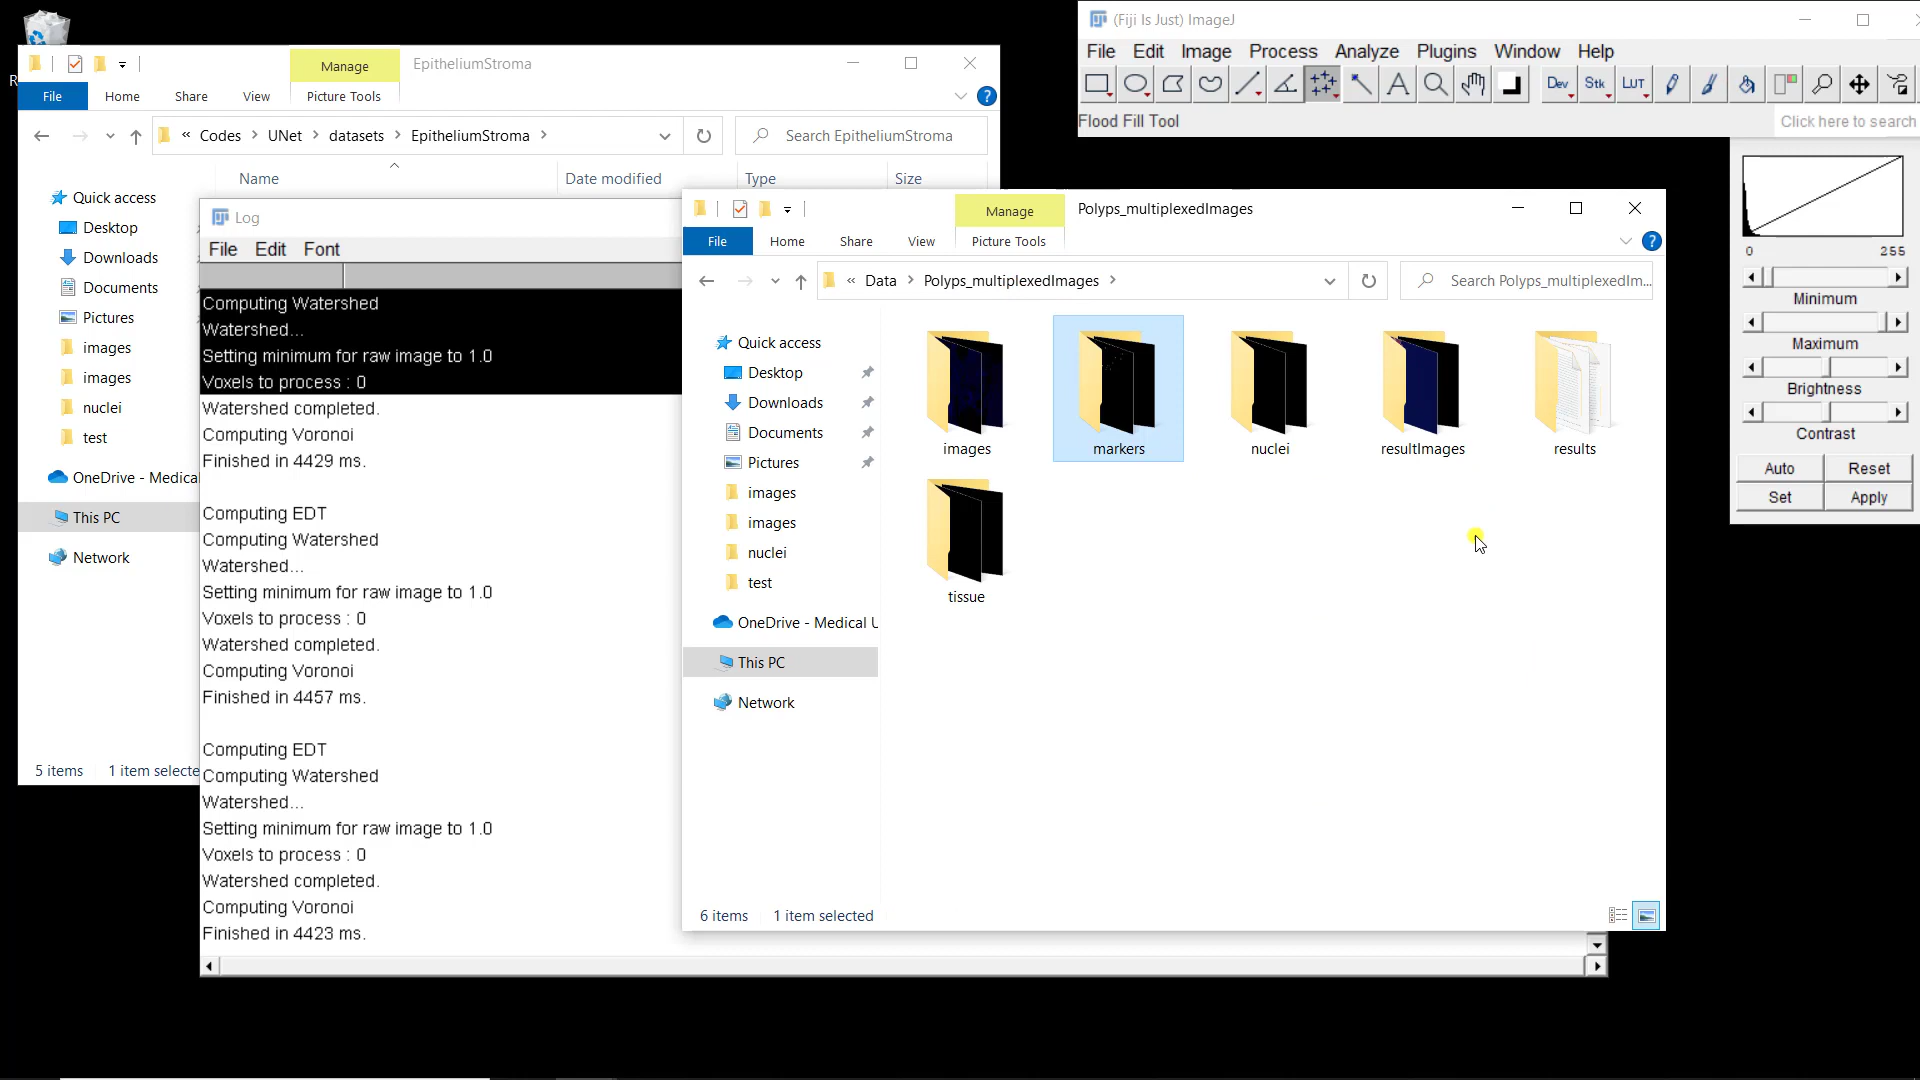 R
Manage
EpitheliumStroma
File
Home
Share
View
Picture Tools
«
Codes
UNet
datasets
EpitheliumStroma
Search EpitheliumStroma
Name
Date modified
Type
Size
Quick access
Desktop
Downloads
Documents
Pictures
images
images
nuclei
test
OneDrive - Medica
This PC
Network
5 items
1 item selecte
Log
File
Edit
Font
Computing Watershed
Watershed...
Setting minimum for raw image to 1.0
Voxels to process : 0
Watershed completed.
Computing Voronoi
Finished in 4429 ms.
Computing EDT
Computing Watershed
Watershed...
Setting minimum for raw image to 1.0
Voxels to process : 0
Watershed completed.
Computing Voronoi
Finished in 4457 ms.
Computing EDT
Computing Watershed
Watershed...
Setting minimum for raw image to 1.0
Voxels to process : 0
Watershed completed.
Computing Voronoi
Finished in 4423 ms.
Manage
Polyps_multiplexedImages
File
Home
Share
View
Picture Tools
« Data
Polyps_multiplexedImages
Search Polyps_multiplexedIm...
Quick access
Desktop
Downloads
Documents
Pictures
images
images
nuclei
test
OneDrive - Medical U
This PC
Network
images
markers
nuclei
resultImages
results
tissue
6 items
1 item selected
(Fiji Is Just) ImageJ
File
Edit
Image
Process
Analyze
Plugins
Window
Help
A
Dev
Stk
LUT
Flood Fill Tool
Click here to search
0
255
Minimum
Maximum
Brightness
Contrast
Auto
Reset
Set
Apply